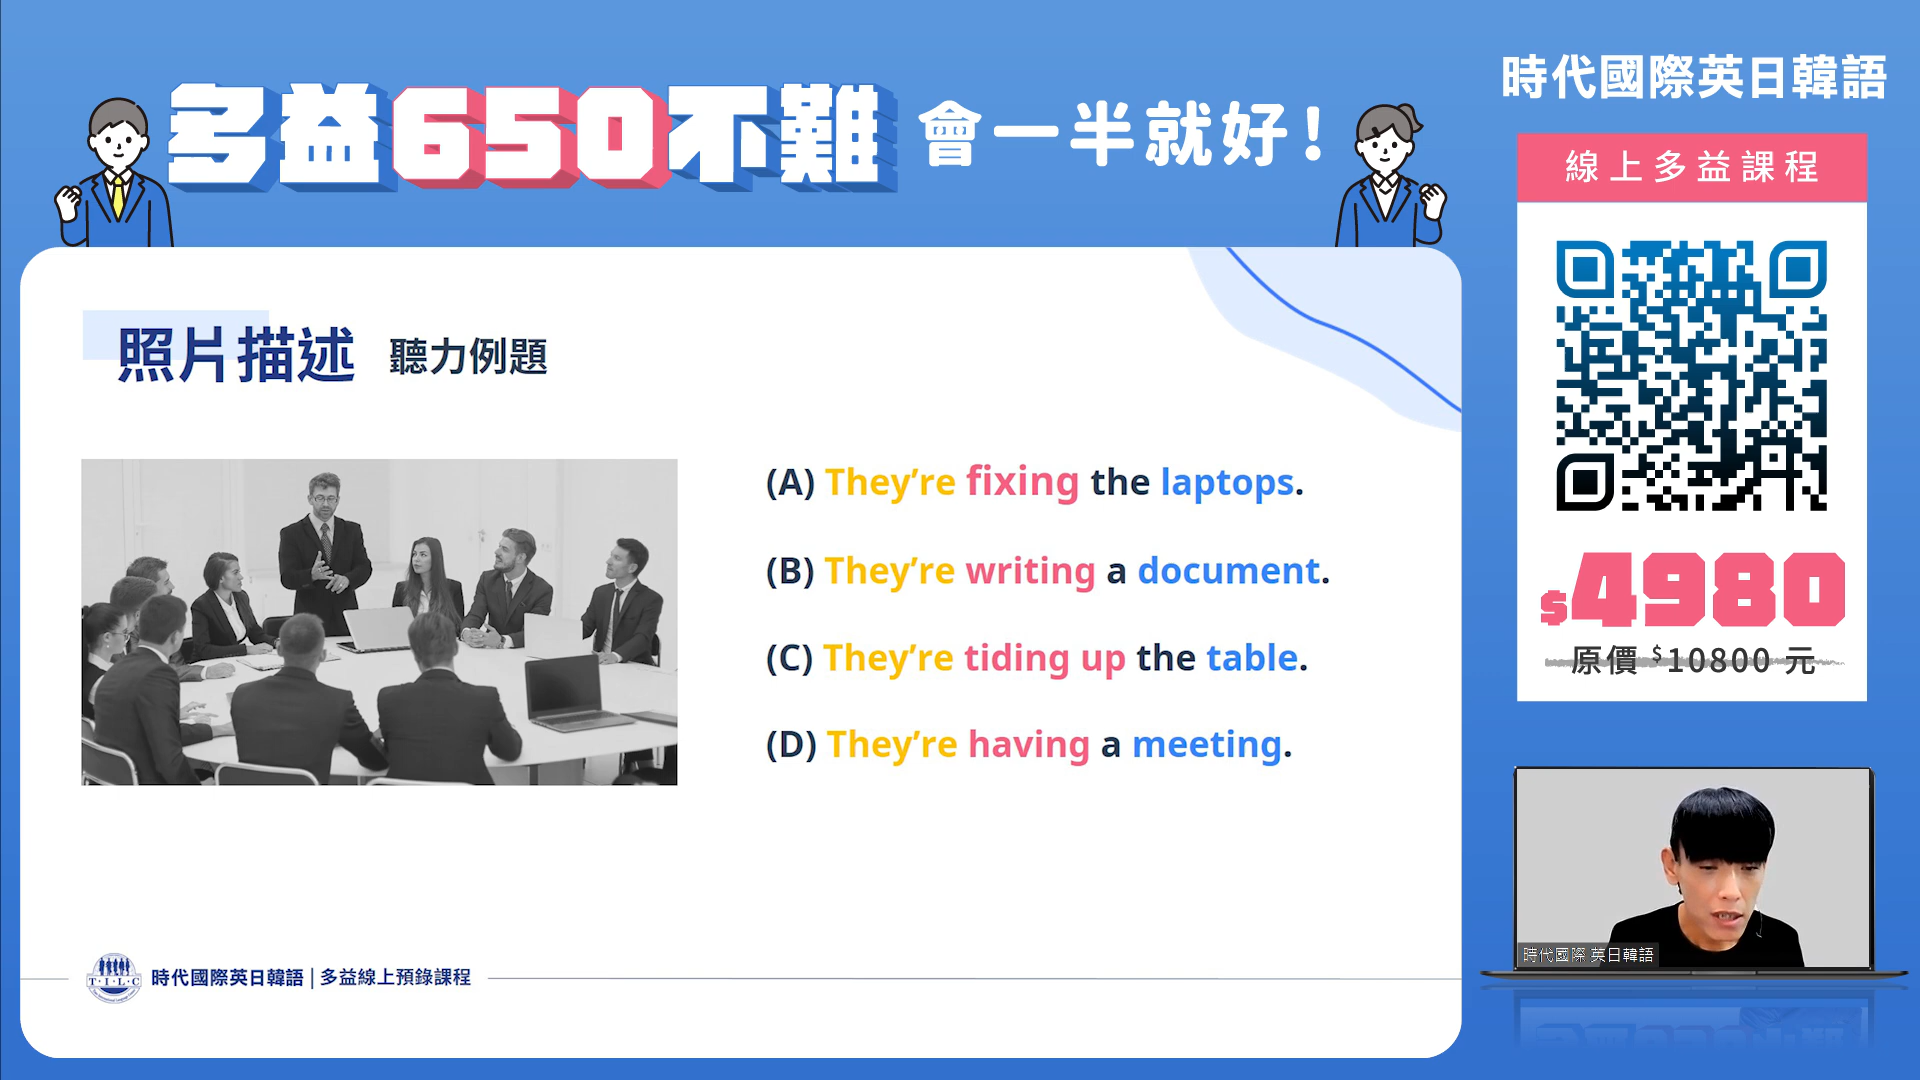 多益650不難 會一半就好！
時代國際英日韓語
線上多益課程
$4980
原價 $10800 元
照片描述 聽力例題
(A) They’re fixing the laptops.
(B) They’re writing a document.
(C) They’re tiding up the table.
(D) They’re having a meeting.
T·I·L·C
時代國際英日韓語 | 多益線上預錄課程
時代國際 英日韓語